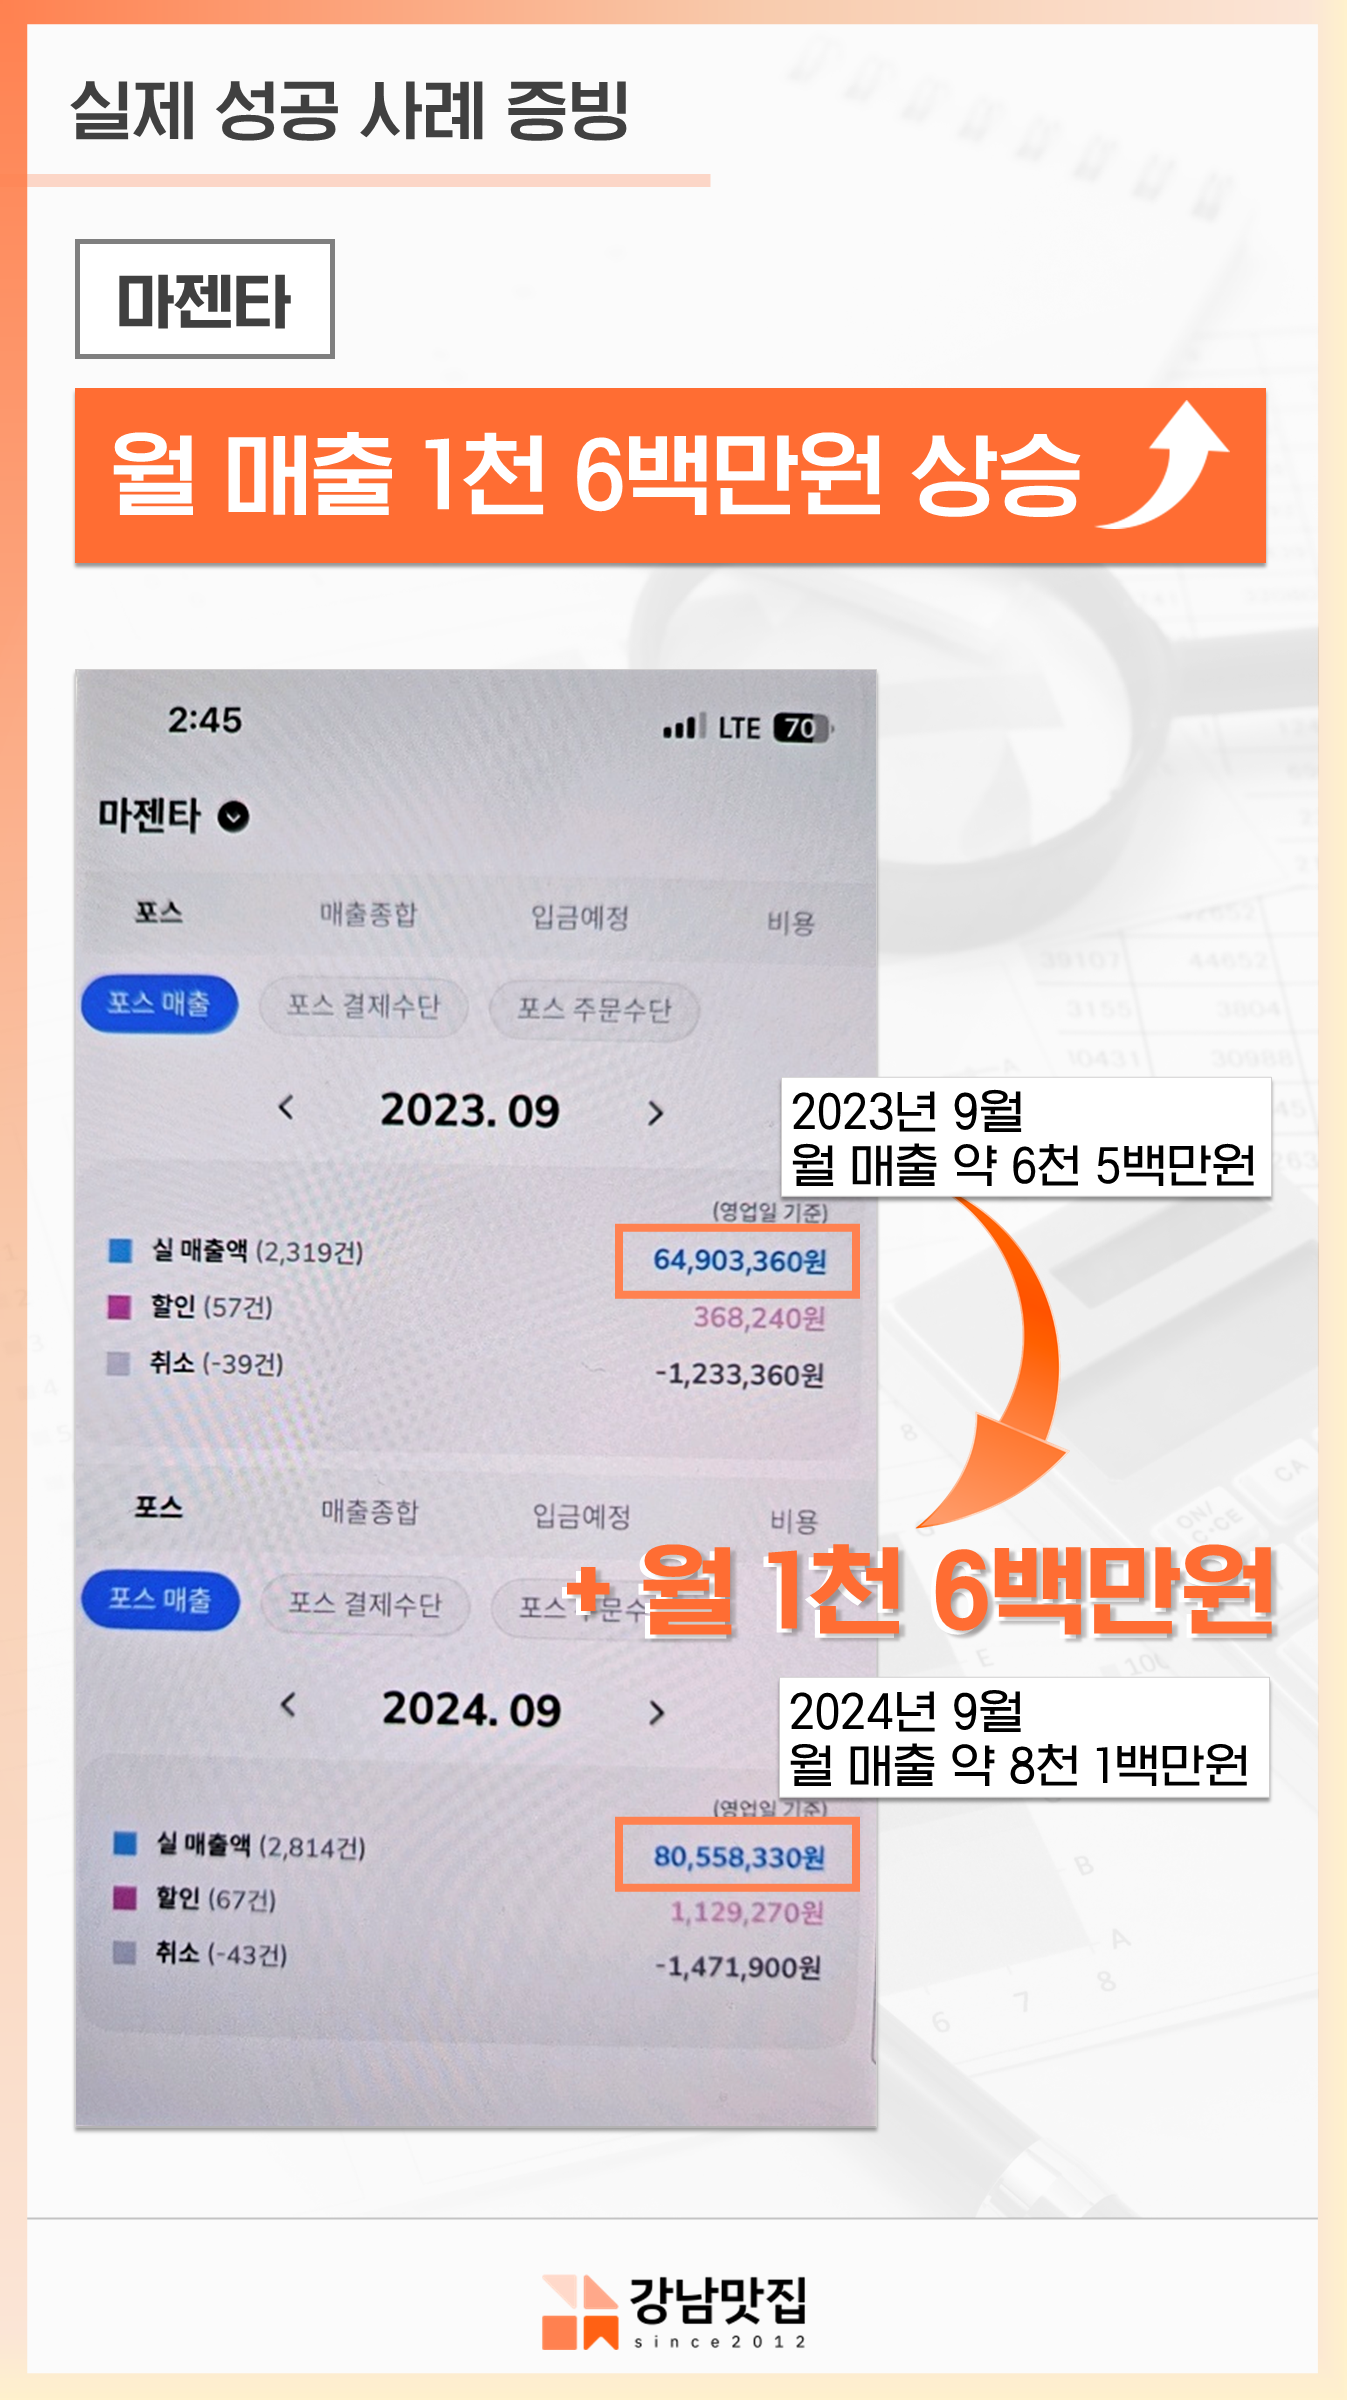 실제 성공 사례 증빙
마젠타
월 매출 1천 6백만원 상승
2:45
LTE 70
마젠타
포스 매출종합 입금예정 비용
포스 매출 포스 결제수단 포스 주문수단
2023. 09
2023년 9월
월 매출 약 6천 5백만원
(영업일 기준)
실 매출액 (2,319건) 64,903,360원
할인 (57건) 368,240원
취소 (-39건) -1,233,360원
포스 매출종합 입금예정 비용
+ 월 1천 6백만원
포스 매출 포스 결제수단 포스 주문수
2024. 09
2024년 9월
월 매출 약 8천 1백만원
(영업일 기준)
실 매출액 (2,814건) 80,558,330원
할인 (67건) 1,129,270원
취소 (-43건) -1,471,900원
강남맛집
since2012